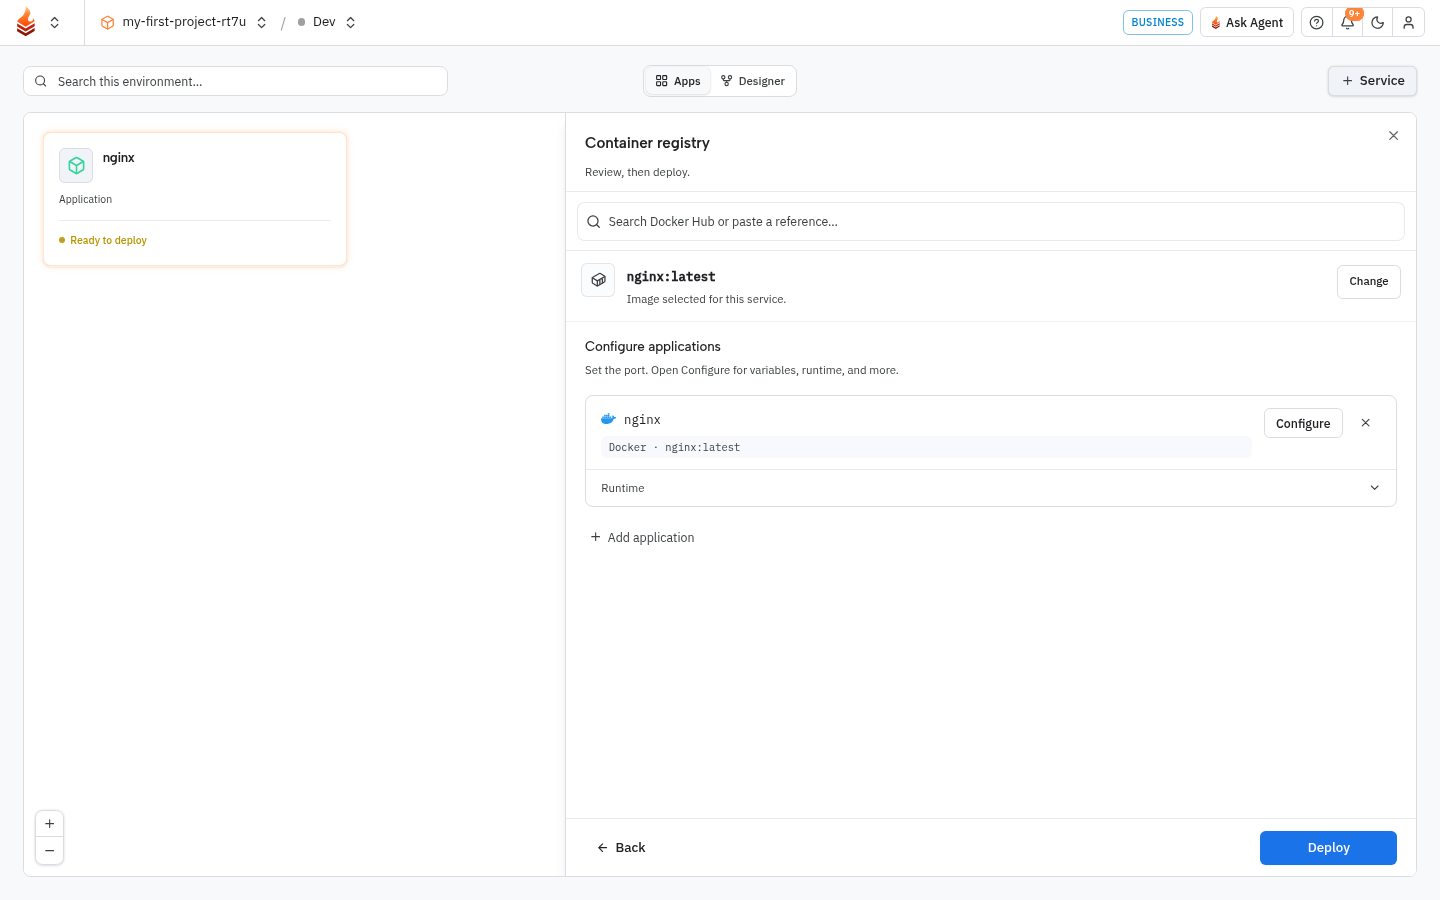 my-first-project-rt7u / Dev
BUSINESS
Ask Agent
9+
Search this environment...
Apps
Designer
+ Service
nginx
Application
Ready to deploy
Container registry
Review, then deploy.
Search Docker Hub or paste a reference...
nginx:latest
Image selected for this service.
Change
Configure applications
Set the port. Open Configure for variables, runtime, and more.
nginx
Docker · nginx:latest
Configure
Runtime
+ Add application
← Back
Deploy